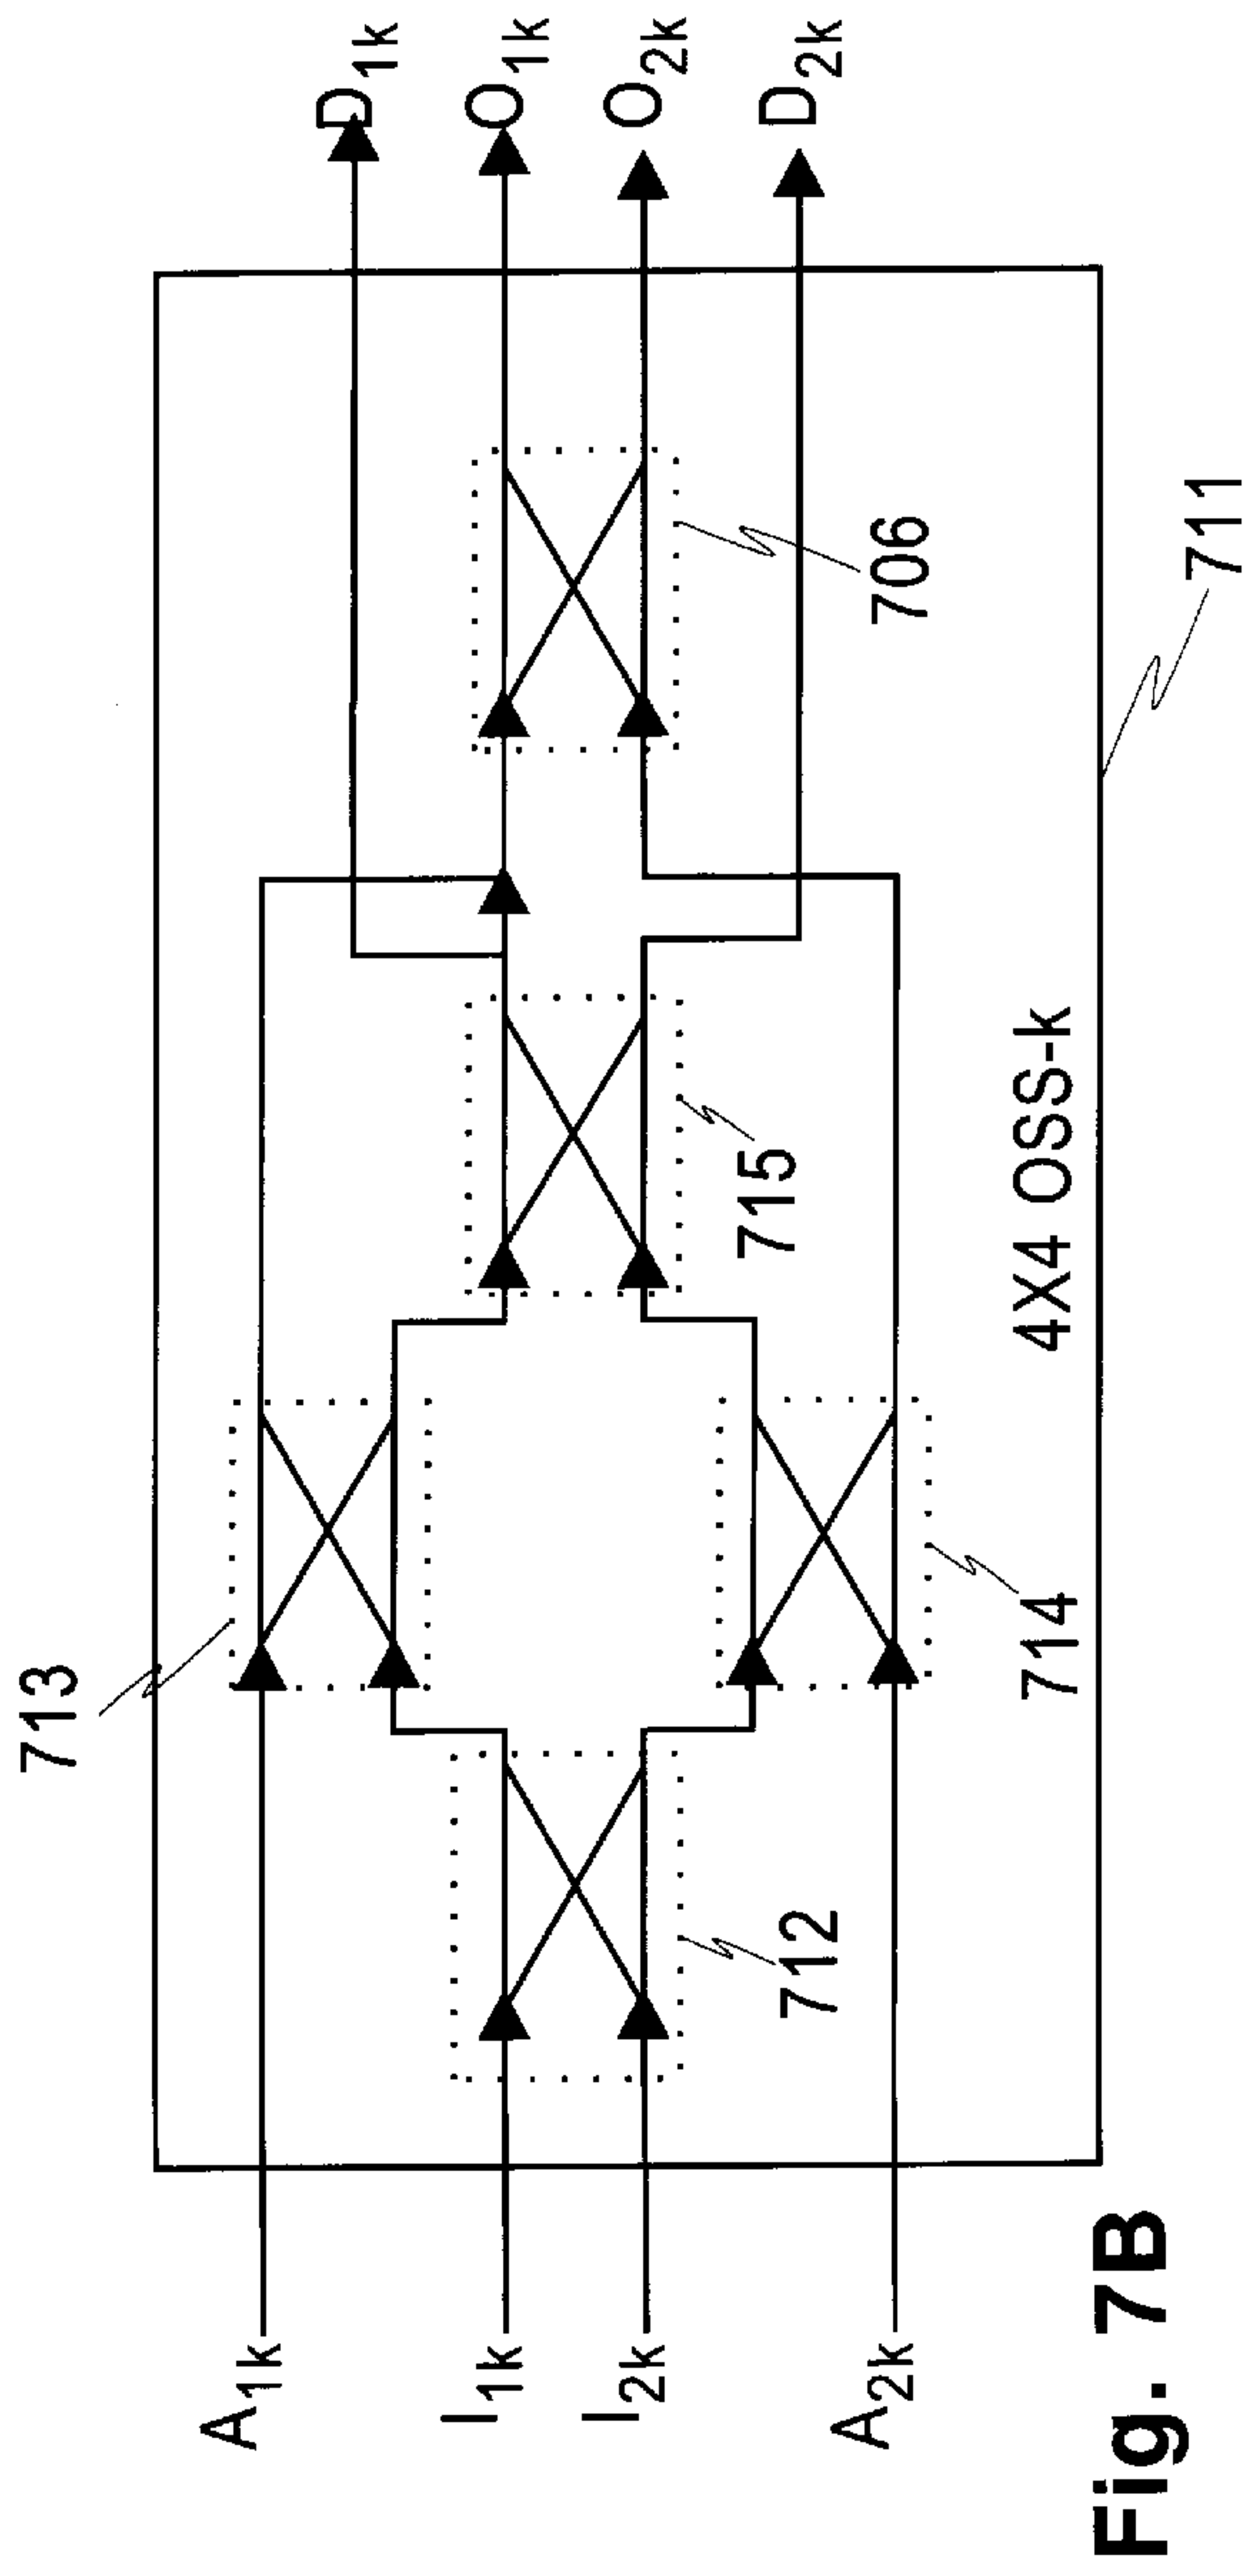 A1k
I1k
I2k
A2k
712
713
714
715
706
D1k
O1k
O2k
D2k
4X4 OSS-k
711
Fig. 7B